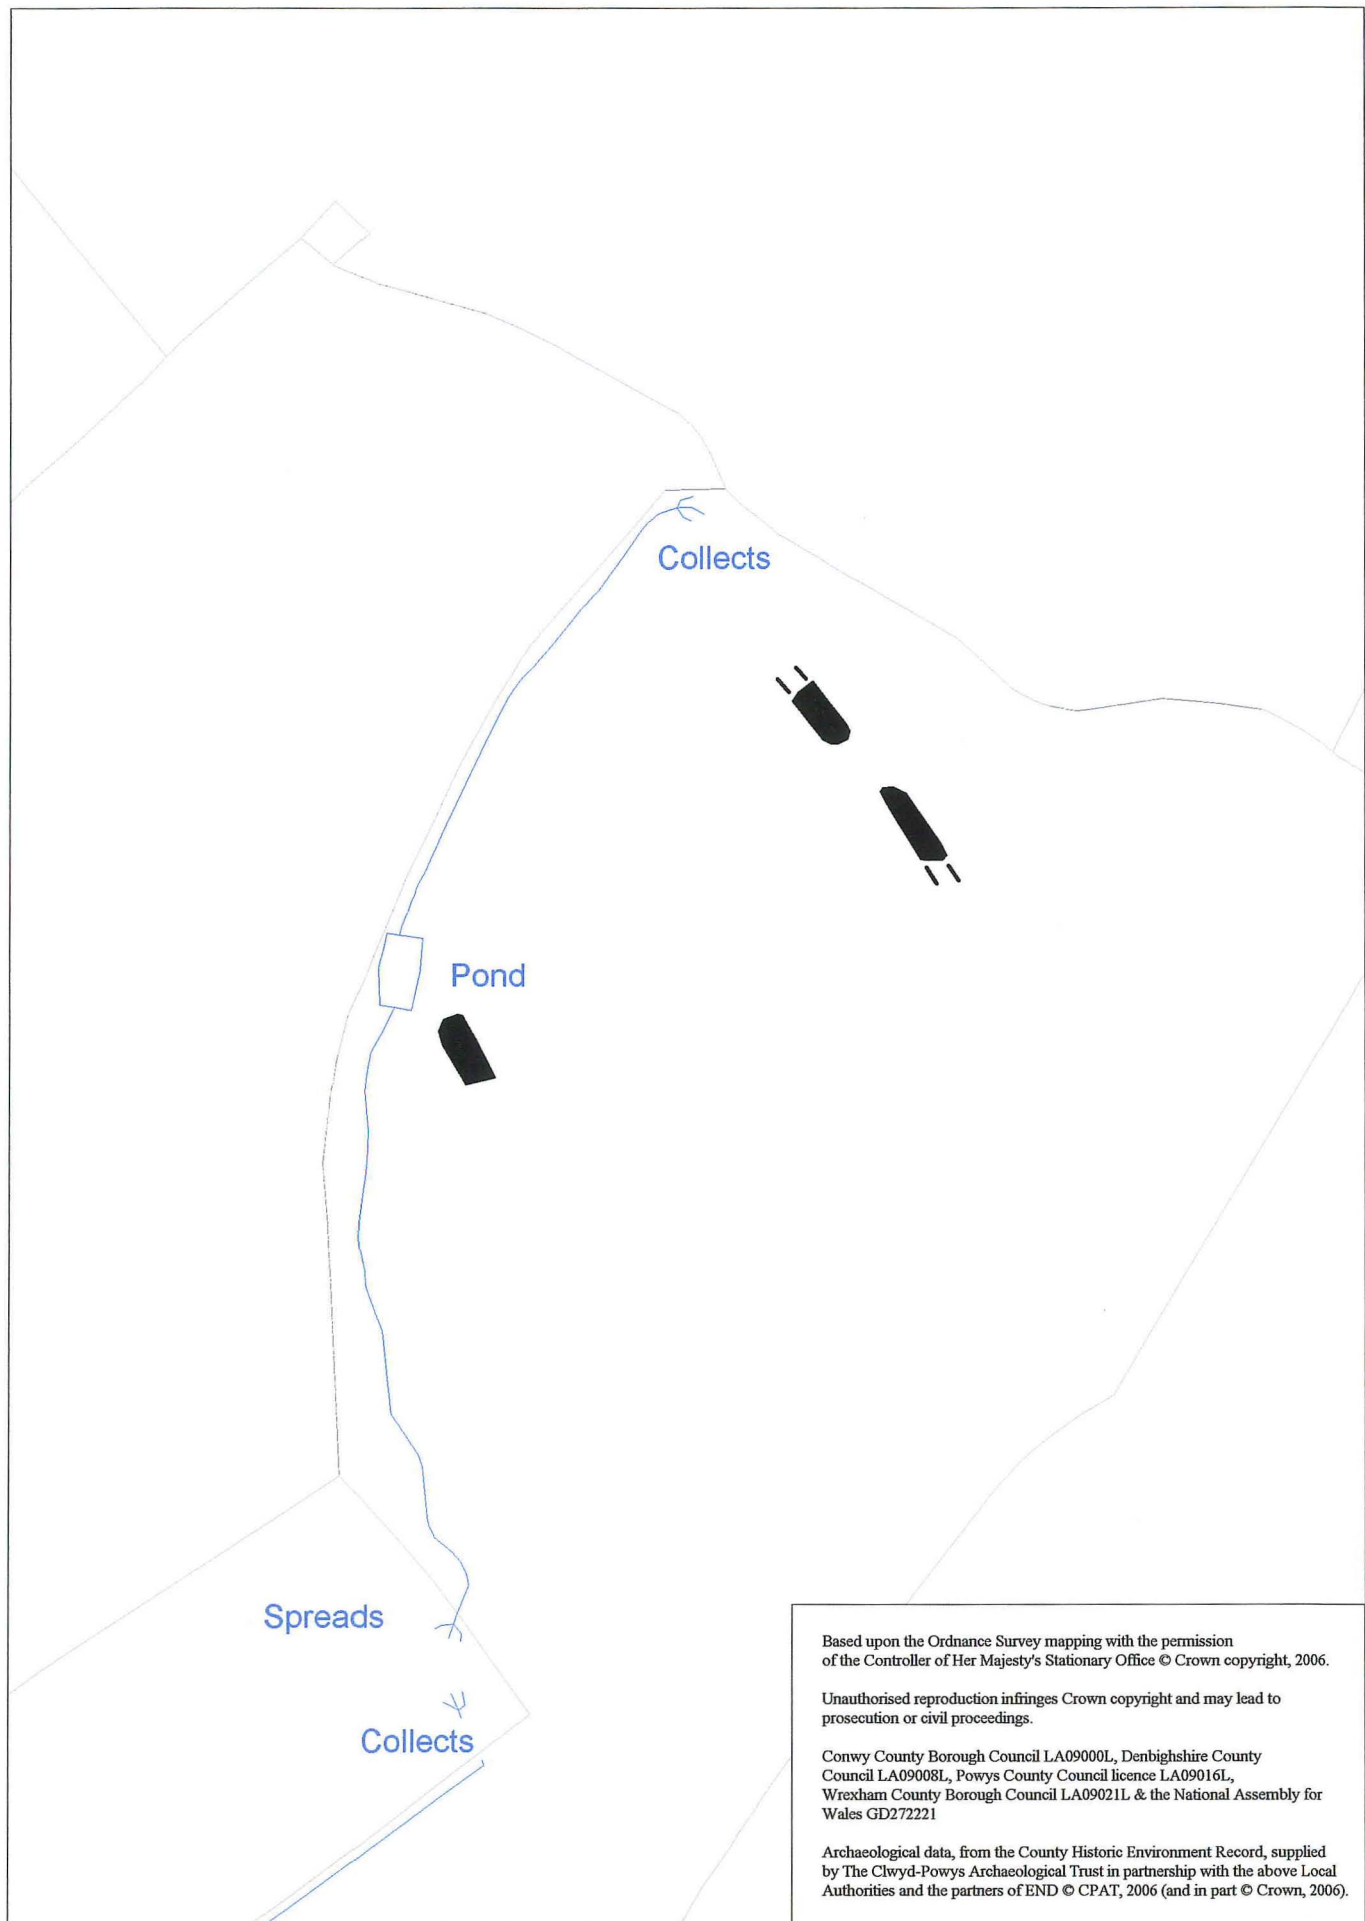 Collects
Pond
Spreads
Collects
Based upon the Ordnance Survey mapping with the permission
of the Controller of Her Majesty's Stationary Office © Crown copyright, 2006.
Unauthorised reproduction infringes Crown copyright and may lead to
prosecution or civil proceedings.
Conwy County Borough Council LA09000L, Denbighshire County
Council LA09008L, Powys County Council licence LA09016L,
Wrexham County Borough Council LA09021L & the National Assembly for
Wales GD272221
Archaeological data, from the County Historic Environment Record, supplied
by The Clwyd-Powys Archaeological Trust in partnership with the above Local
Authorities and the partners of END © CPAT, 2006 (and in part © Crown, 2006).